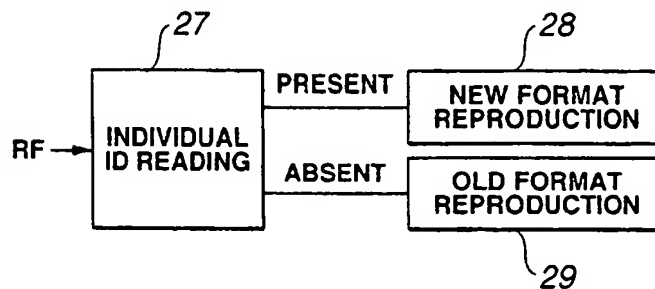 27
28
PRESENT
NEW FORMAT
REPRODUCTION
RF
INDIVIDUAL
ID READING
ABSENT
OLD FORMAT
REPRODUCTION
29